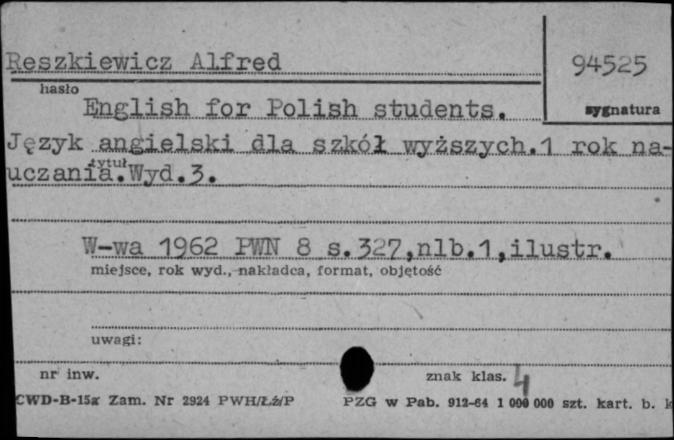 Reszkiewicz Alfred
94525
hasło
English for Polish students.
sygnatura
Język angielski dla szkół wyższych.1 rok na-
tytuł
uczania.Wyd.3.
W-wa 1962 PWN 8 s.327,nlb.1,ilustr.
miejsce, rok wyd., nakładca, format, objętość
uwagi:
nr inw.
znak klas. 4
CWD-B-15a Zam. Nr 2924 PWH/Łź/P PZG w Pab. 912-64 1 000 000 szt. kart. b. k